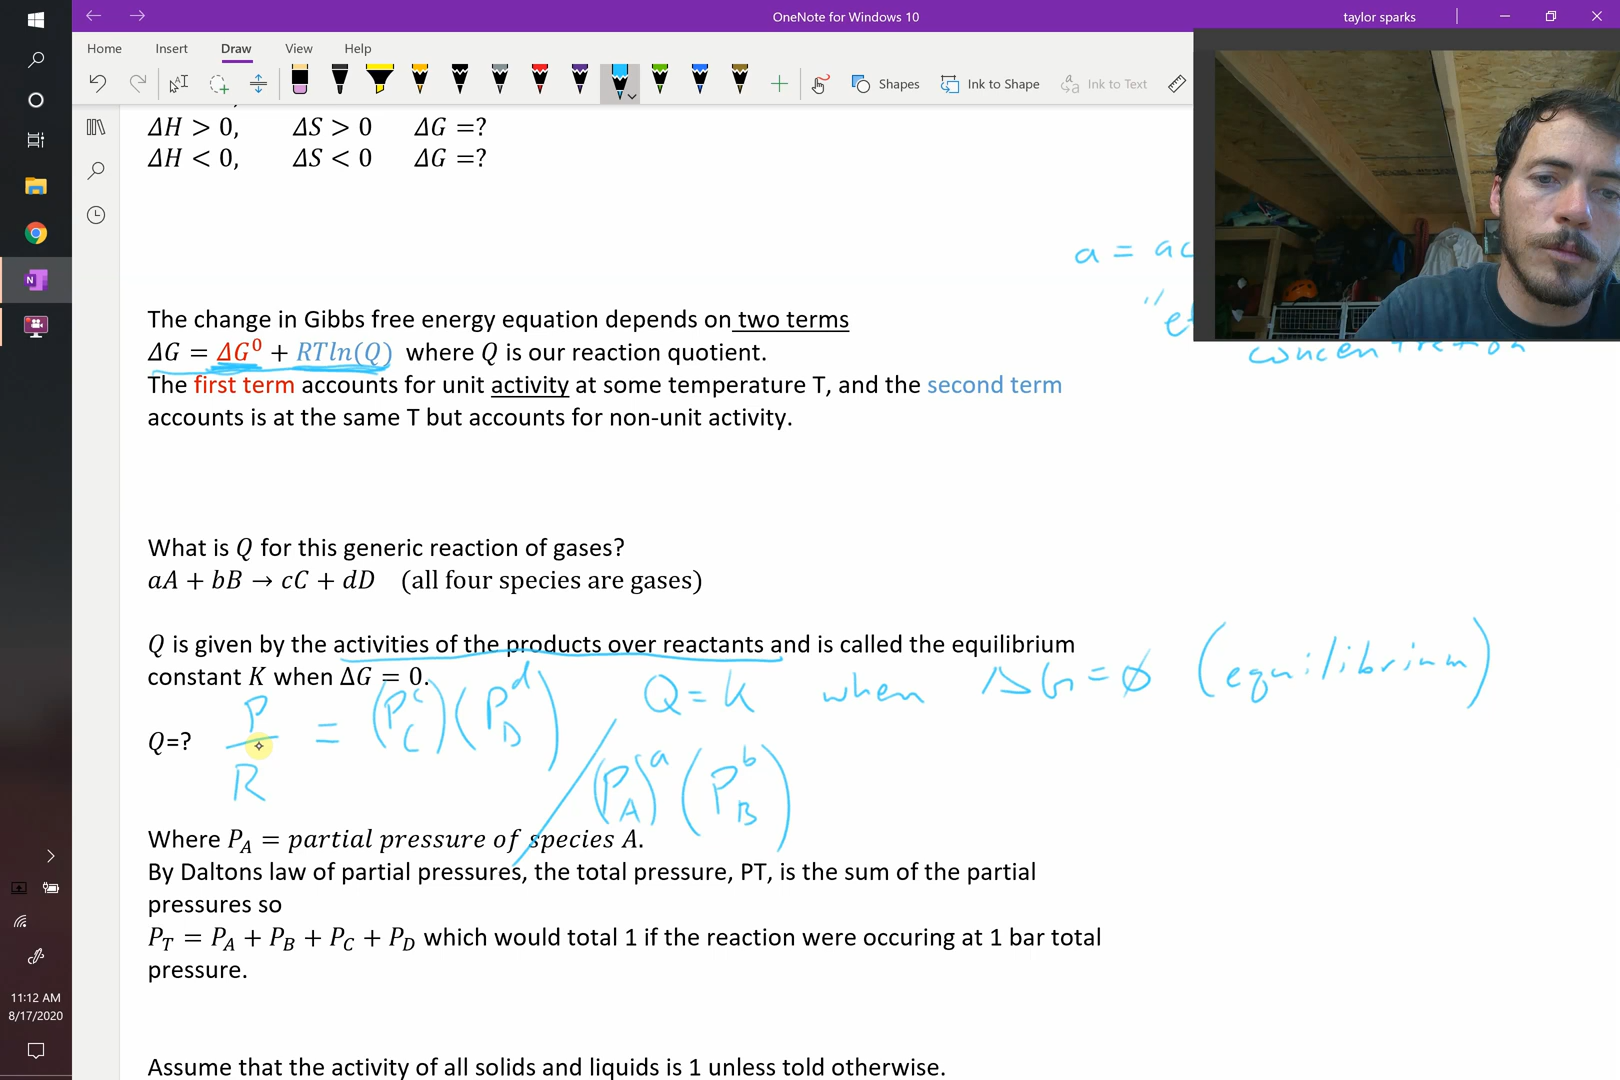 OneNote for Windows 10
taylor sparks
Home Insert Draw View Help
Shapes Ink to Shape Ink to Text
ΔH > 0, ΔS > 0 ΔG =?
ΔH < 0, ΔS < 0 ΔG =?
a = ac
concentration
The change in Gibbs free energy equation depends on two terms
ΔG = ΔG⁰ + RTln(Q) where Q is our reaction quotient.
The first term accounts for unit activity at some temperature T, and the second term
accounts is at the same T but accounts for non-unit activity.
What is Q for this generic reaction of gases?
aA + bB → cC + dD (all four species are gases)
Q is given by the activities of the products over reactants and is called the equilibrium
constant K when ΔG = 0.
Q = K when ΔG = 0 (equilibrium)
Q=? P/R = (P_C^c)(P_D^d) / (P_A)^a (P_B^b)
Where P_A = partial pressure of species A.
By Daltons law of partial pressures, the total pressure, PT, is the sum of the partial
pressures so
P_T = P_A + P_B + P_C + P_D which would total 1 if the reaction were occuring at 1 bar total
pressure.
Assume that the activity of all solids and liquids is 1 unless told otherwise.
11:12 AM
8/17/2020